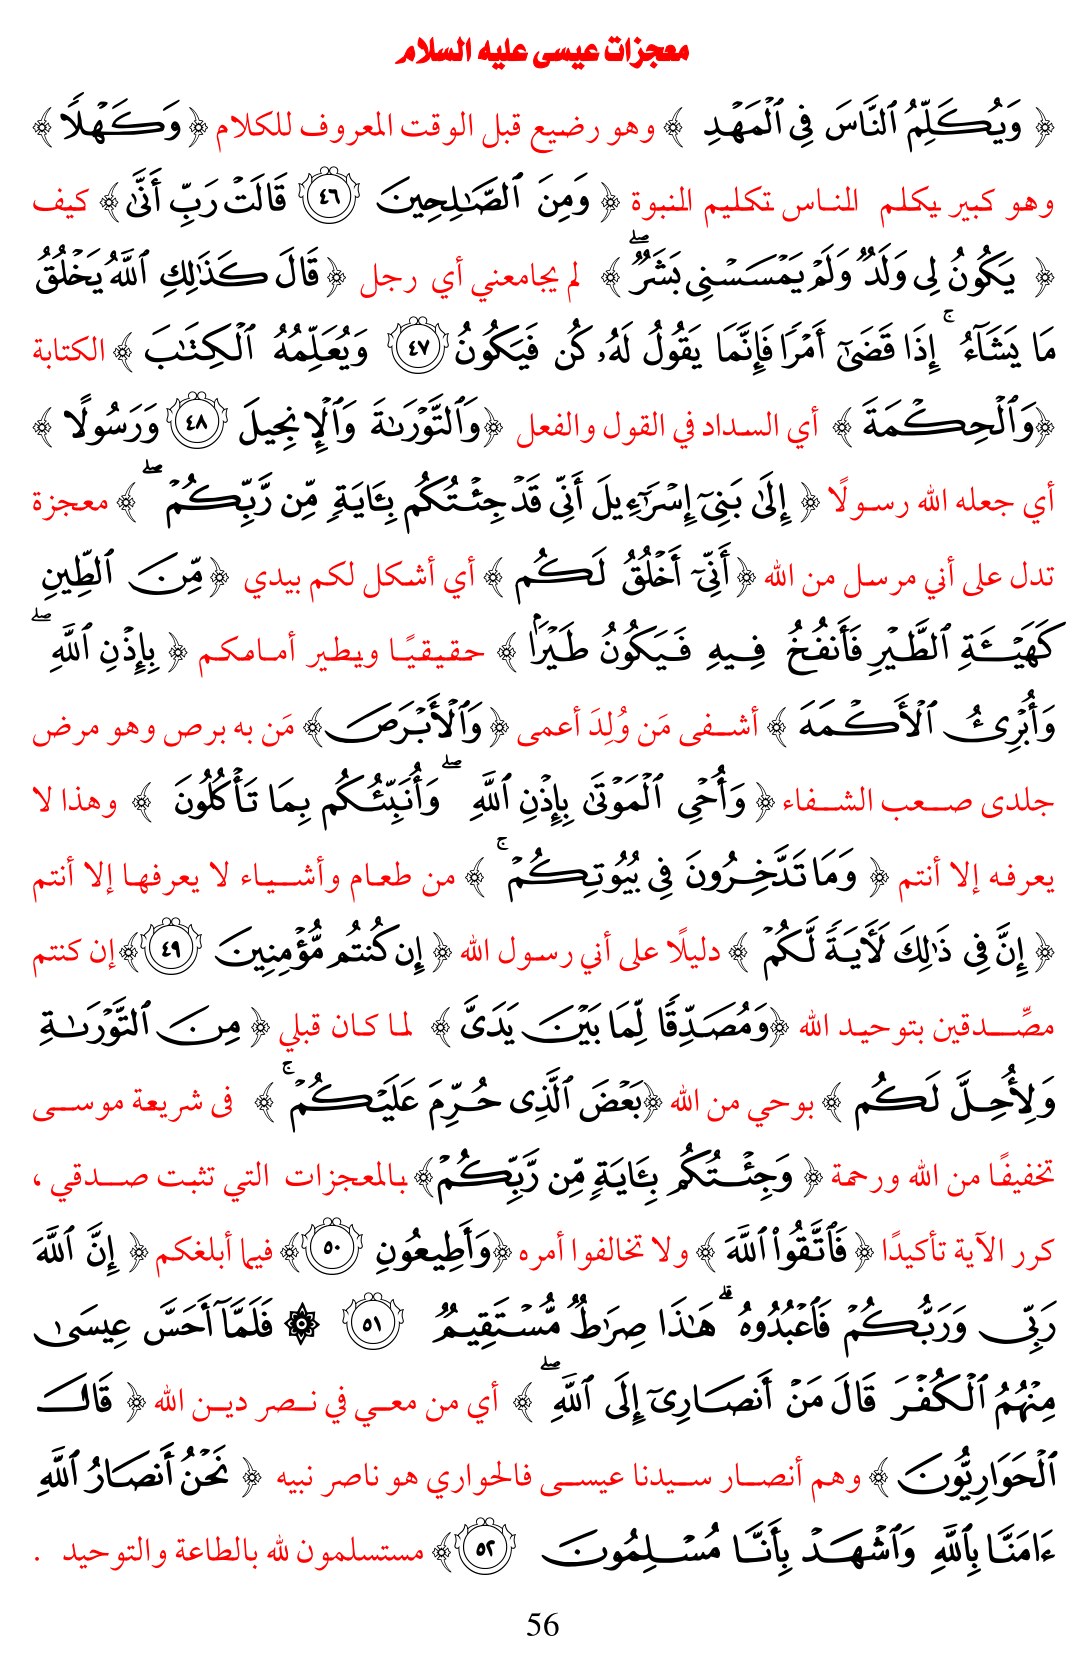 معجزات عيسى عليه السلام
﴿ وَيُكَلِّمُ ٱلنَّاسَ فِي ٱلۡمَهۡدِ ﴾ وهو رضيع قبل الوقت المعروف للكلام ﴿ وَكَهۡلٗا ﴾
وهو كبير يكلم الناس تكليم النبوة ﴿ وَمِنَ ٱلصَّٰلِحِينَ ٤٦ قَالَتۡ رَبِّ أَنَّىٰ ﴾ كيف
﴿ يَكُونُ لِي وَلَدٞ وَلَمۡ يَمۡسَسۡنِي بَشَرٞۖ ﴾ لم يجامعني أي رجل ﴿ قَالَ كَذَٰلِكِ ٱللَّهُ يَخۡلُقُ
مَا يَشَآءُۚ إِذَا قَضَىٰٓ أَمۡرٗا فَإِنَّمَا يَقُولُ لَهُۥ كُن فَيَكُونُ ٤٧ وَيُعَلِّمُهُ ٱلۡكِتَٰبَ ﴾ الكتابة
﴿وَٱلۡحِكۡمَةَ ﴾ أي السداد في القول والفعل ﴿وَٱلتَّوۡرَىٰةَ وَٱلۡإِنجِيلَ ٤٨ وَرَسُولًا ﴾
أي جعله الله رسولًا ﴿ إِلَىٰ بَنِيٓ إِسۡرَٰٓءِيلَ أَنِّي قَدۡ جِئۡتُكُم بِـَٔايَةٖ مِّن رَّبِّكُمۡۖ ﴾ معجزة
تدل على أني مرسل من الله ﴿ أَنِّيٓ أَخۡلُقُ لَكُم ﴾ أي أشكل لكم بيدي ﴿ مِّنَ ٱلطِّينِ
كَهَيۡـَٔةِ ٱلطَّيۡرِ فَأَنفُخُ فِيهِ فَيَكُونُ طَيۡرَۢا ﴾ حقيقيًا ويطير أمامكم ﴿ بِإِذۡنِ ٱللَّهِۖ
وَأُبۡرِئُ ٱلۡأَكۡمَهَ ﴾ أشفى مَن وُلِدَ أعمى ﴿ وَٱلۡأَبۡرَصَ ﴾ مَن به برص وهو مرض
جلدى صعب الشفاء ﴿ وَأُحۡيِ ٱلۡمَوۡتَىٰ بِإِذۡنِ ٱللَّهِۖ وَأُنَبِّئُكُم بِمَا تَأۡكُلُونَ ﴾ وهذا لا
يعرفه إلا أنتم ﴿ وَمَا تَدَّخِرُونَ فِي بُيُوتِكُمۡۚ ﴾ من طعام وأشياء لا يعرفها إلا أنتم
﴿ إِنَّ فِي ذَٰلِكَ لَأٓيَةٗ لَّكُمۡ ﴾ دليلًا على أني رسول الله ﴿ إِن كُنتُم مُّؤۡمِنِينَ ٤٩ ﴾ إن كنتم
مصِّدقين بتوحيد الله ﴿وَمُصَدِّقٗا لِّمَا بَيۡنَ يَدَيَّ ﴾ لما كان قبلي ﴿ مِنَ ٱلتَّوۡرَىٰةِ
وَلِأُحِلَّ لَكُم ﴾ بوحي من الله ﴿بَعۡضَ ٱلَّذِي حُرِّمَ عَلَيۡكُمۡۚ ﴾ فى شريعة موسى
تخفيفًا من الله ورحمة ﴿ وَجِئۡتُكُم بِـَٔايَةٖ مِّن رَّبِّكُمۡ﴾ بالمعجزات التي تثبت صدقي ،
كرر الآية تأكيدًا ﴿ فَٱتَّقُواْ ٱللَّهَ ﴾ ولا تخالفوا أمره ﴿وَأَطِيعُونِ ٥٠ ﴾ فيما أبلغكم ﴿ إِنَّ ٱللَّهَ
رَبِّي وَرَبُّكُمۡ فَٱعۡبُدُوهُۚ هَٰذَا صِرَٰطٞ مُّسۡتَقِيمٞ ٥١ ۞ فَلَمَّآ أَحَسَّ عِيسَىٰ
مِنۡهُمُ ٱلۡكُفۡرَ قَالَ مَنۡ أَنصَارِيٓ إِلَى ٱللَّهِۖ ﴾ أي من معي في نصر دين الله ﴿ قَالَ
ٱلۡحَوَارِيُّونَ ﴾ وهم أنصار سيدنا عيسى فالحواري هو ناصر نبيه ﴿ نَحۡنُ أَنصَارُ ٱللَّهِ
ءَامَنَّا بِٱللَّهِ وَٱشۡهَدۡ بِأَنَّا مُسۡلِمُونَ ٥٢ ﴾ مستسلمون لله بالطاعة والتوحيد .
56